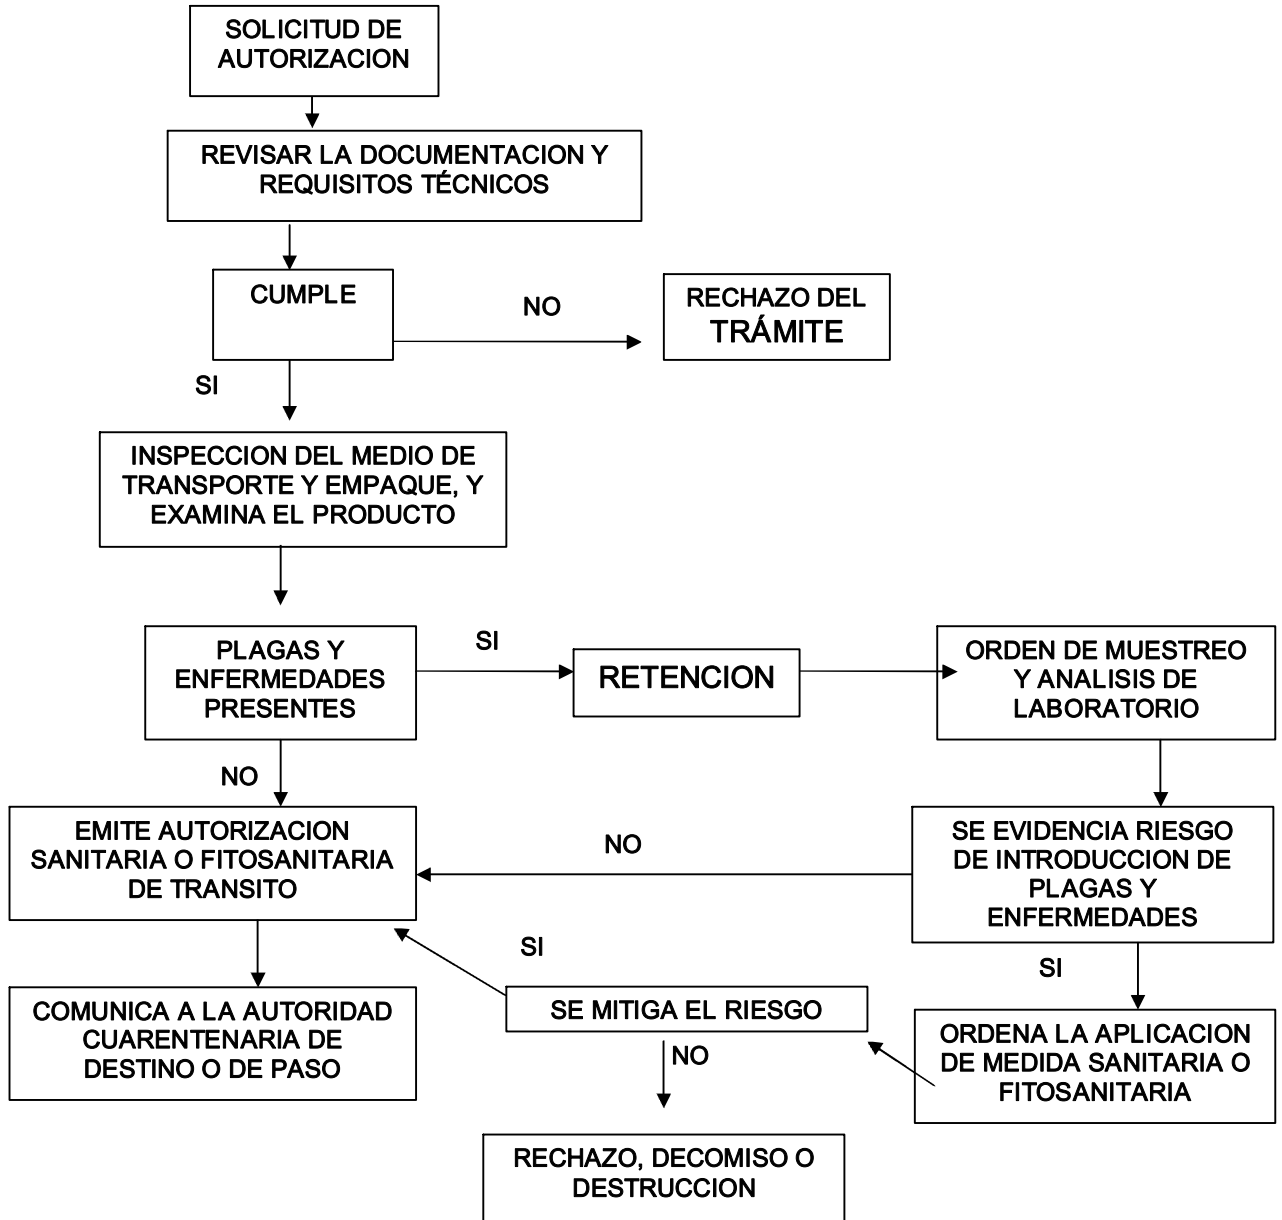 SOLICITUD DE
AUTORIZACION
REVISAR LA DOCUMENTACION Y
REQUISITOS TÉCNICOS
CUMPLE
NO
RECHAZO DEL
TRÁMITE
SI
INSPECCION DEL MEDIO DE
TRANSPORTE Y EMPAQUE, Y
EXAMINA EL PRODUCTO
PLAGAS Y
ENFERMEDADES
PRESENTES
SI
RETENCION
ORDEN DE MUESTREO
Y ANALISIS DE
LABORATORIO
NO
EMITE AUTORIZACION
SANITARIA O FITOSANITARIA
DE TRANSITO
NO
SE EVIDENCIA RIESGO
DE INTRODUCCION DE
PLAGAS Y
ENFERMEDADES
SI
SI
COMUNICA A LA AUTORIDAD
CUARENTENARIA DE
DESTINO O DE PASO
SE MITIGA EL RIESGO
NO
ORDENA LA APLICACION
DE MEDIDA SANITARIA O
FITOSANITARIA
RECHAZO, DECOMISO O
DESTRUCCION